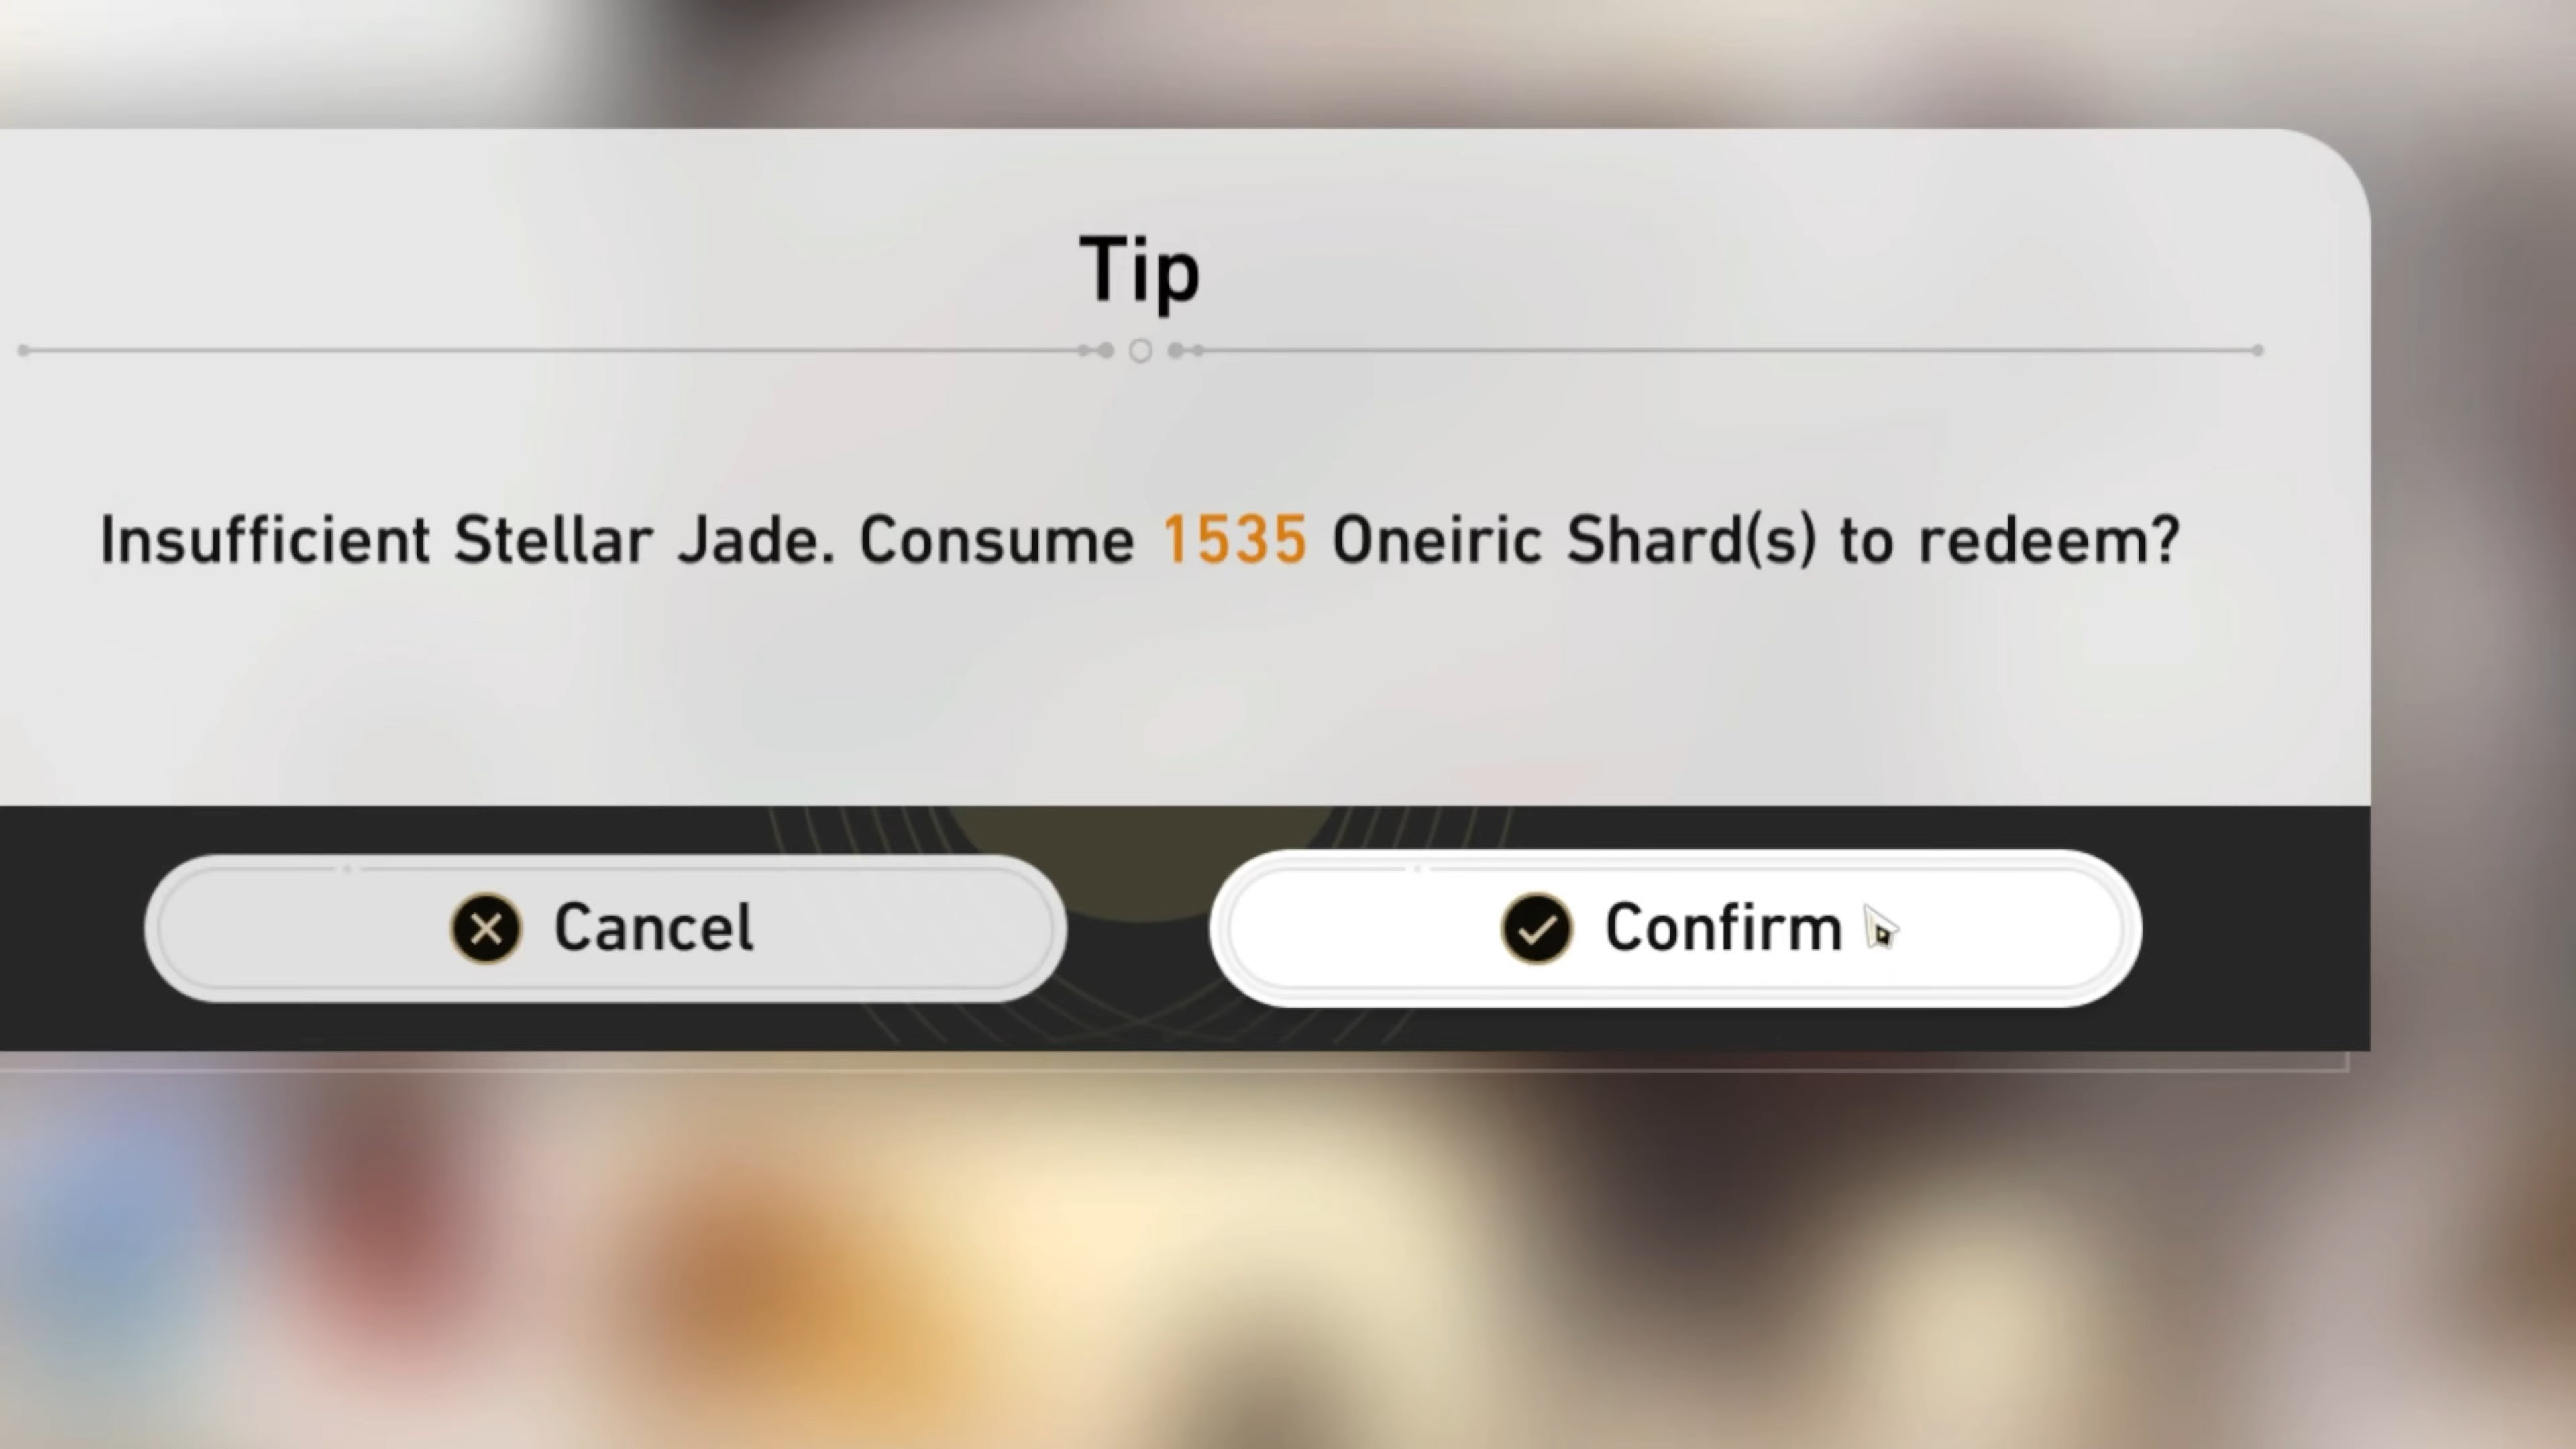 Tip
Insufficient Stellar Jade. Consume 1535 Oneiric Shard(s) to redeem?
Cancel
Confirm